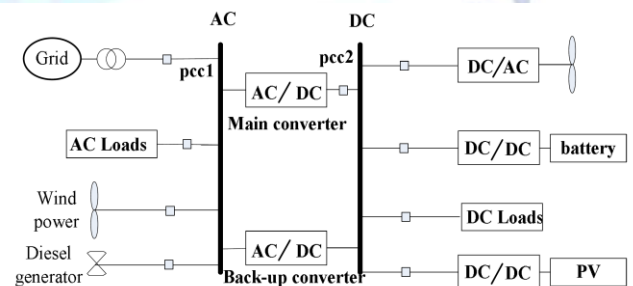 AC
DC
Grid
pcc1
pcc2
DC/AC
AC/ DC
Main converter
AC Loads
DC/DC
battery
Wind
power
DC Loads
Diesel
generator
AC/ DC
Back-up converter
DC/DC
PV